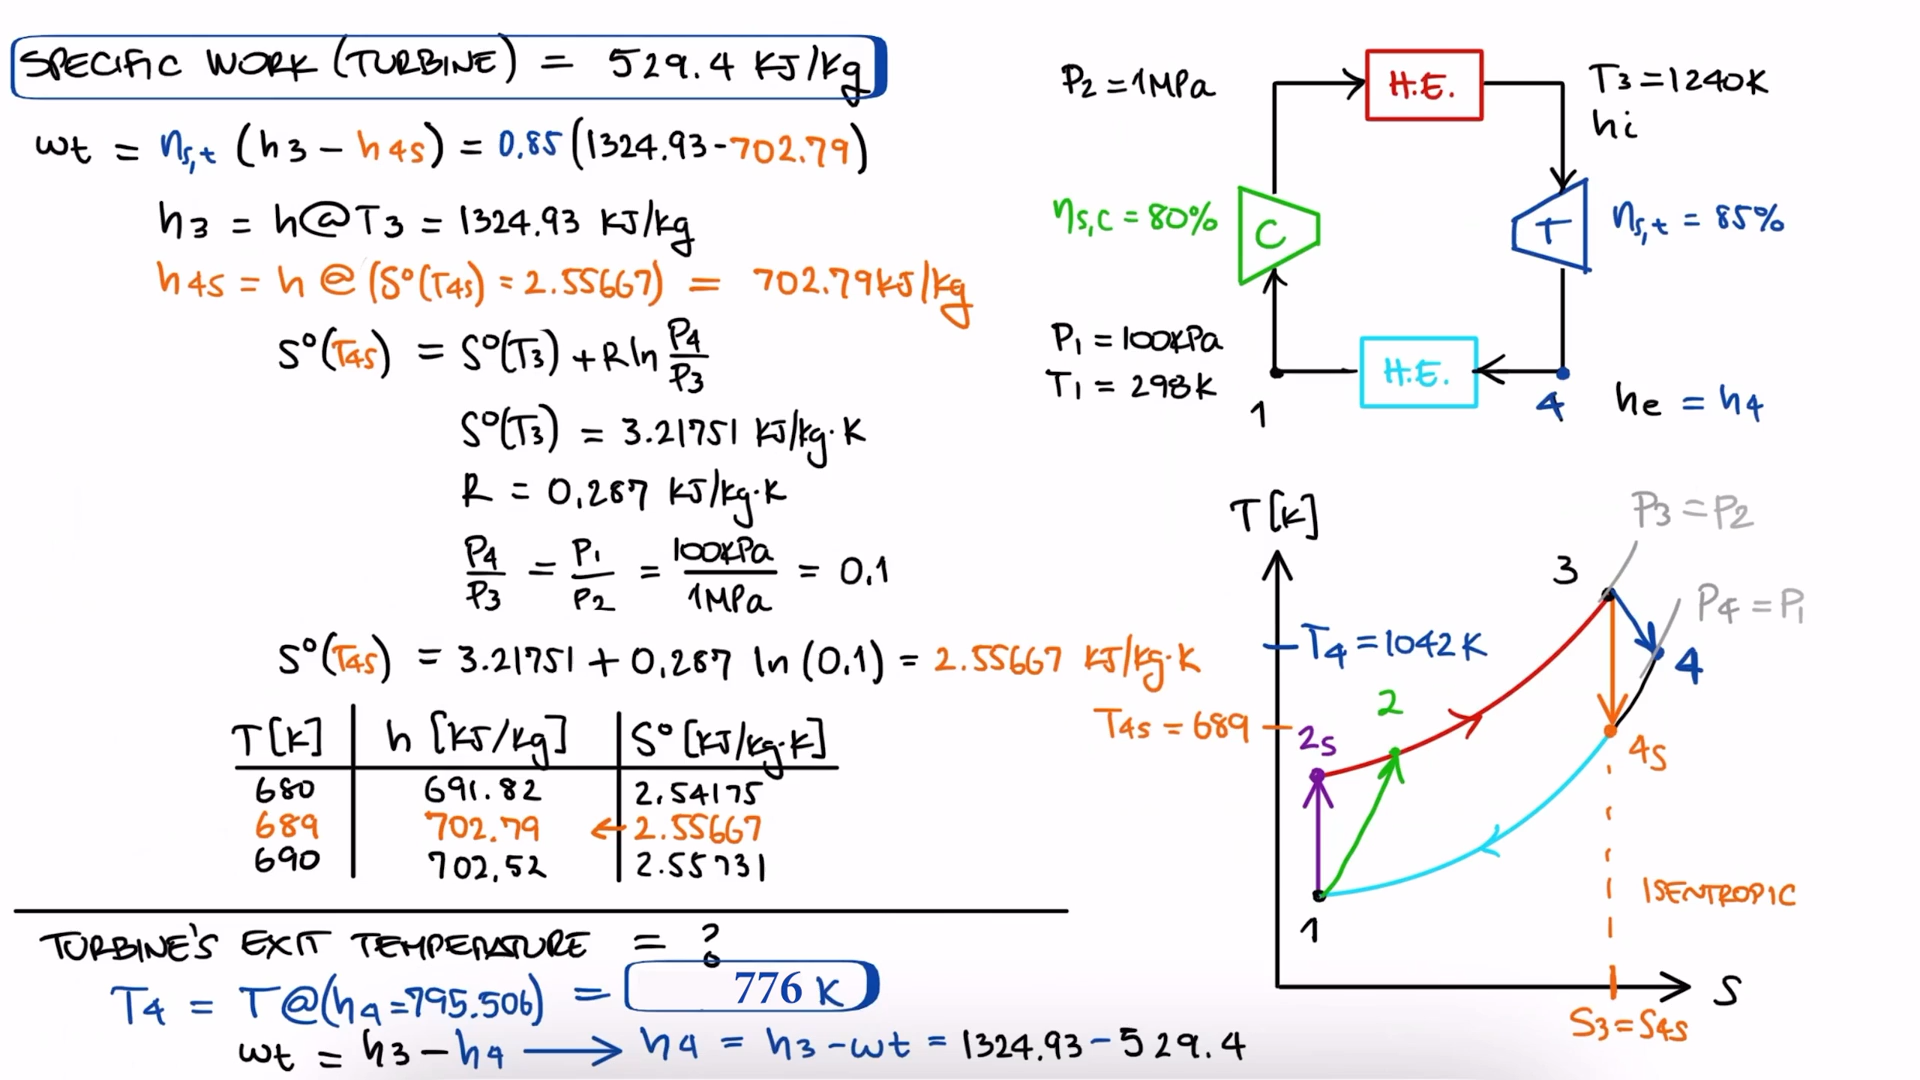 SPECIFIC WORK (TURBINE) = 529.4 KJ/kg
wt = ηs,t (h3 - h4s) = 0.85 (1324.93 - 702.79)
h3 = h@T3 = 1324.93 KJ/kg
h4s = h @ (S°(T4s) = 2.55667) = 702.79 KJ/kg
S°(T4s) = S°(T3) + R ln P4/P3
S°(T3) = 3.21751 KJ/kg·K
R = 0.287 KJ/kg·K
P4/P3 = P1/P2 = 100kPa/1MPa = 0.1
S°(T4s) = 3.21751 + 0.287 ln (0.1) = 2.55667 KJ/kg·K
T[K] h [KJ/kg] S° [KJ/kg·K]
680 691.82 2.54175
689 702.79 ← 2.55667
690 702.52 2.55731
TURBINE'S EXIT TEMPERATURE = ?
T4 = T@(h4=795.506) = 776 K
wt = h3 - h4 → h4 = h3 - wt = 1324.93 - 529.4
P2 = 1MPa
H.E.
T3 = 1240K
hi
ηs,c = 80%
C
T
ηs,t = 85%
P1 = 100kPa
T1 = 298K
H.E.
1
4
he = h4
T[K]
P3 = P2
3
P4 = P1
T4 = 1042K
4
2
T4s = 689
2s
4s
ISENTROPIC
1
S
S3 = S4s